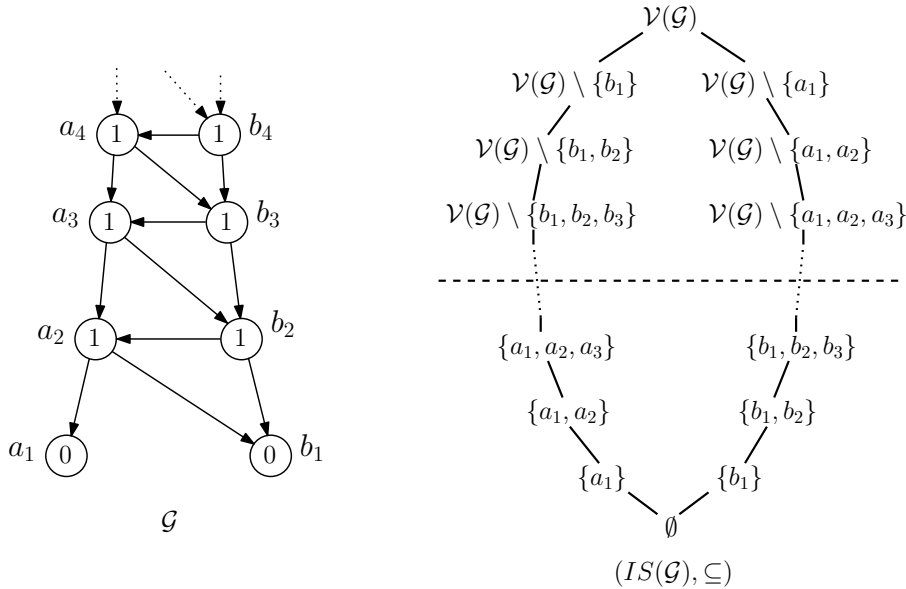 𝒱(𝒢)
𝒱(𝒢) \ {b₁} 𝒱(𝒢) \ {a₁}
a₄ 1 1 b₄
𝒱(𝒢) \ {b₁, b₂} 𝒱(𝒢) \ {a₁, a₂}
a₃ 1 1 b₃
𝒱(𝒢) \ {b₁, b₂, b₃} 𝒱(𝒢) \ {a₁, a₂, a₃}
a₂ 1 1 b₂
{a₁, a₂, a₃} {b₁, b₂, b₃}
{a₁, a₂} {b₁, b₂}
a₁ 0 0 b₁
{a₁} {b₁}
𝒢
∅
(IS(𝒢), ⊆)